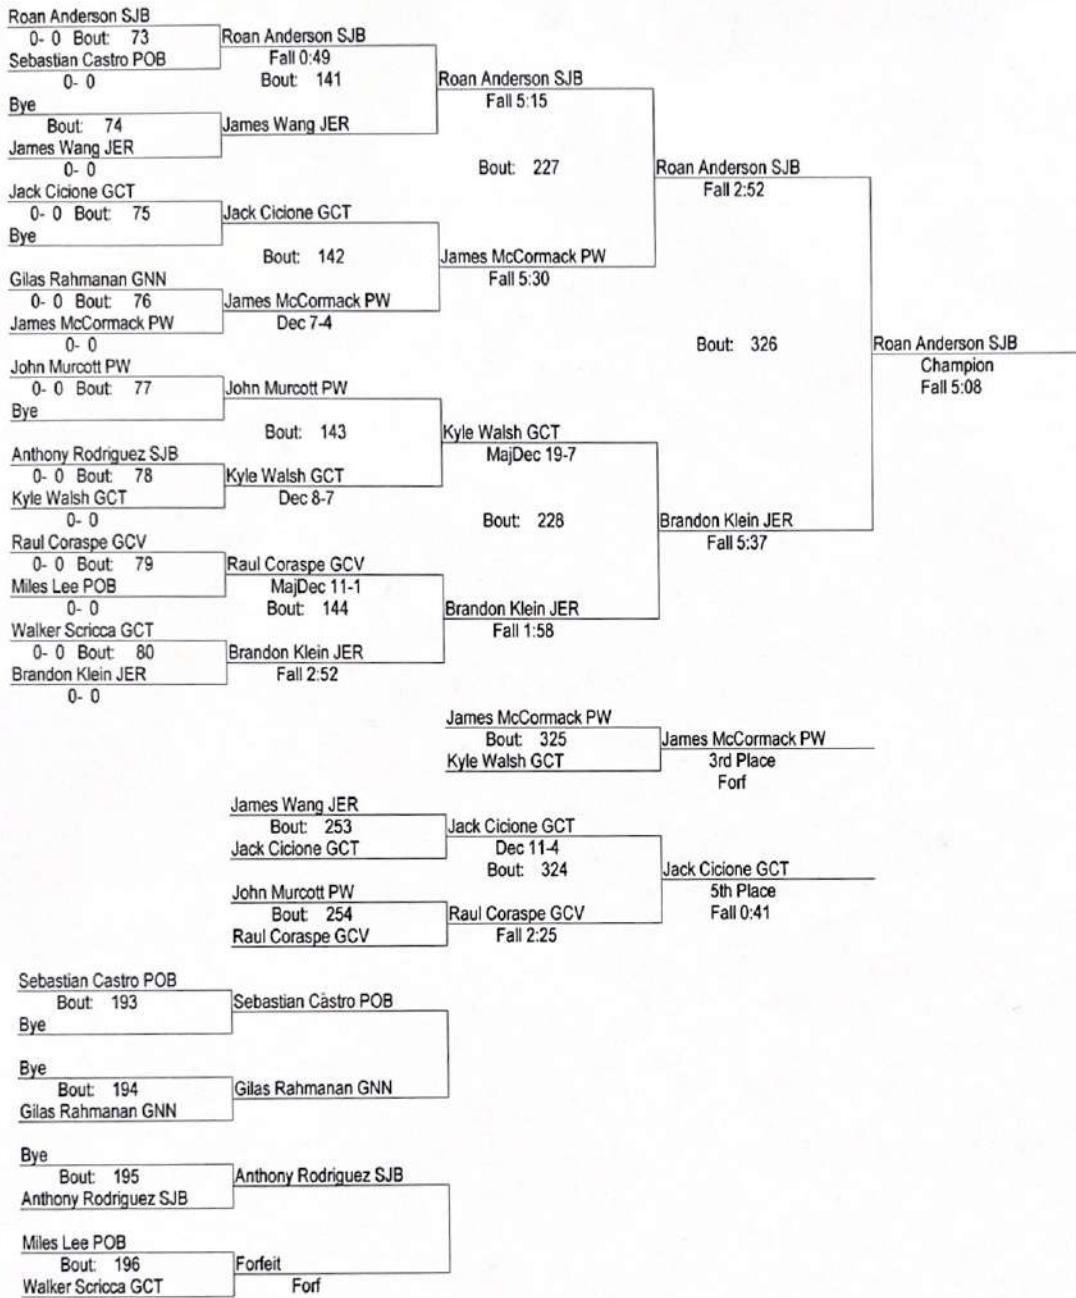 Roan Anderson SJB
0- 0 Bout: 73
Sebastian Castro POB
0- 0
Bye
Bout: 74
James Wang JER
0- 0
Jack Cicione GCT
0- 0 Bout: 75
Bye
Gilas Rahmanan GNN
0- 0 Bout: 76
James McCormack PW
0- 0
John Murcott PW
0- 0 Bout: 77
Bye
Anthony Rodriguez SJB
0- 0 Bout: 78
Kyle Walsh GCT
0- 0
Raul Coraspe GCV
0- 0 Bout: 79
Miles Lee POB
0- 0
Walker Scricca GCT
0- 0 Bout: 80
Brandon Klein JER
0- 0
Roan Anderson SJB
Fall 0:49
Bout: 141
James Wang JER
Jack Cicione GCT
Bout: 142
James McCormack PW
Dec 7-4
John Murcott PW
Bout: 143
Kyle Walsh GCT
Dec 8-7
Raul Coraspe GCV
MajDec 11-1
Bout: 144
Brandon Klein JER
Fall 2:52
Roan Anderson SJB
Fall 5:15
Bout: 227
James McCormack PW
Fall 5:30
Kyle Walsh GCT
MajDec 19-7
Bout: 228
Brandon Klein JER
Fall 1:58
Roan Anderson SJB
Fall 2:52
Bout: 326
Brandon Klein JER
Fall 5:37
Roan Anderson SJB
Champion
Fall 5:08
James McCormack PW
Bout: 325
Kyle Walsh GCT
James McCormack PW
3rd Place
Forf
James Wang JER
Bout: 253
Jack Cicione GCT
John Murcott PW
Bout: 254
Raul Coraspe GCV
Jack Cicione GCT
Dec 11-4
Bout: 324
Raul Coraspe GCV
Fall 2:25
Jack Cicione GCT
5th Place
Fall 0:41
Sebastian Castro POB
Bout: 193
Bye
Bye
Bout: 194
Gilas Rahmanan GNN
Bye
Bout: 195
Anthony Rodriguez SJB
Miles Lee POB
Bout: 196
Walker Scricca GCT
Sebastian Castro POB
Gilas Rahmanan GNN
Anthony Rodriguez SJB
Forfeit
Forf